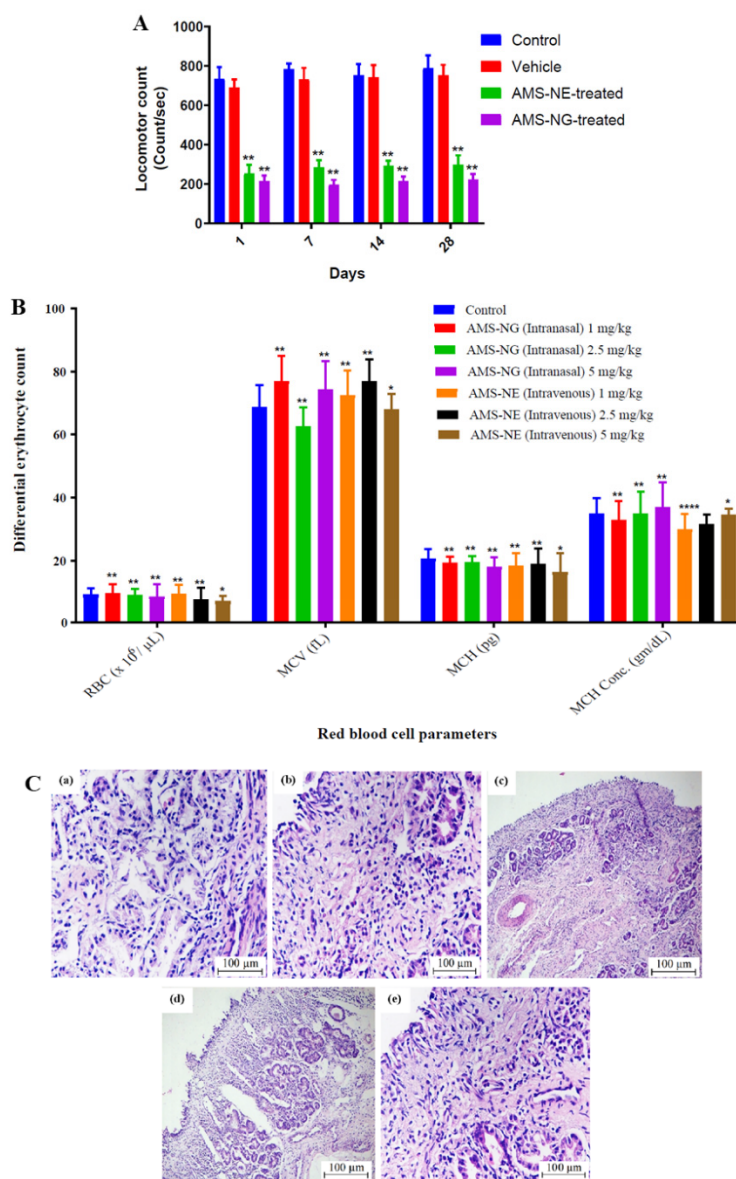 A
Locomotor count
(Count/sec)
1000
800
600
400
200
0
** ** ** ** ** ** ** **
1 7 14 28
Days
Control
Vehicle
AMS-NE-treated
AMS-NG-treated
B
Differential erythrocyte count
100
80
60
40
20
0
Control
AMS-NG (Intranasal) 1 mg/kg
AMS-NG (Intranasal) 2.5 mg/kg
AMS-NG (Intranasal) 5 mg/kg
AMS-NE (Intravenous) 1 mg/kg
AMS-NE (Intravenous) 2.5 mg/kg
AMS-NE (Intravenous) 5 mg/kg
** ** ** ** ** *
** ** ** ** ** *
** ** ** ** ** *
** ** ** **** *
RBC (x 10⁶/ µL)
MCV (fL)
MCH (pg)
MCH Conc. (gm/dL)
Red blood cell parameters
C
(a)
100 µm
(b)
100 µm
(c)
100 µm
(d)
100 µm
(e)
100 µm